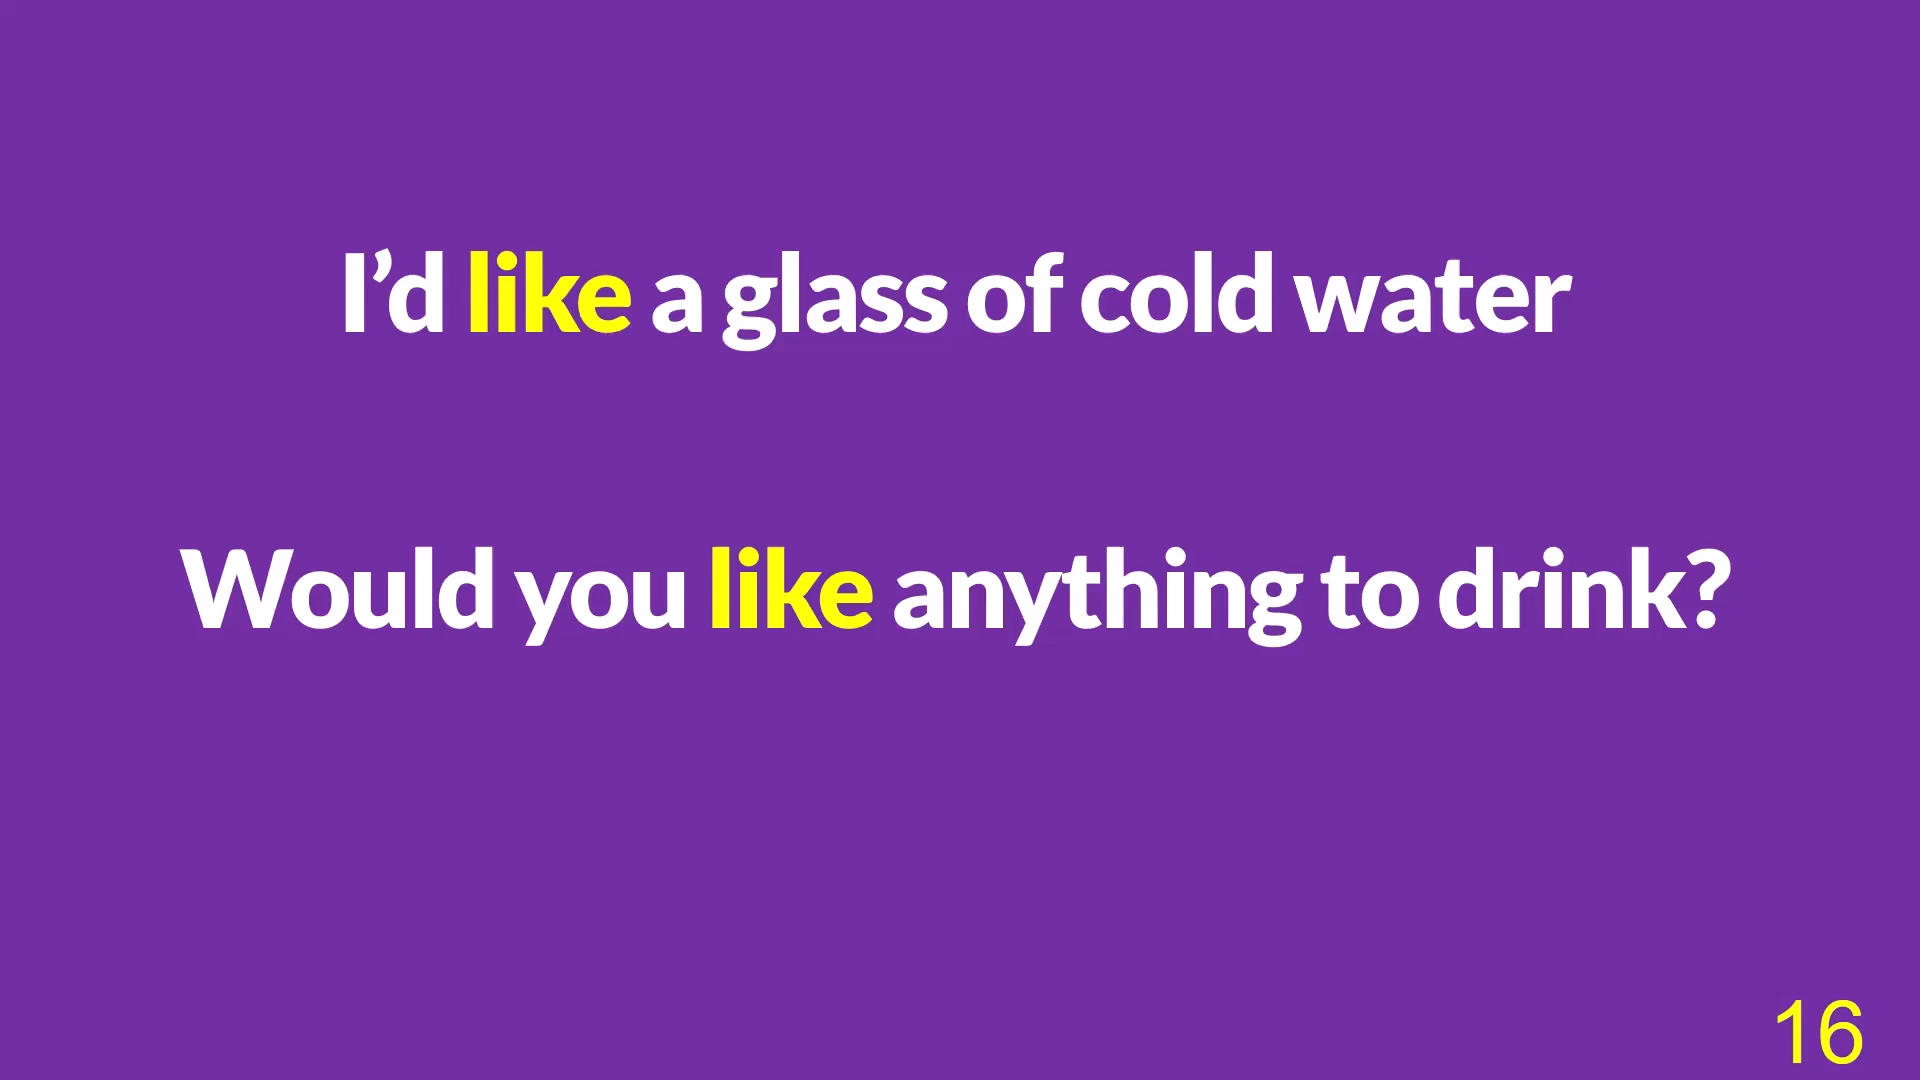 I’d like a glass of cold water
Would you like anything to drink?
16